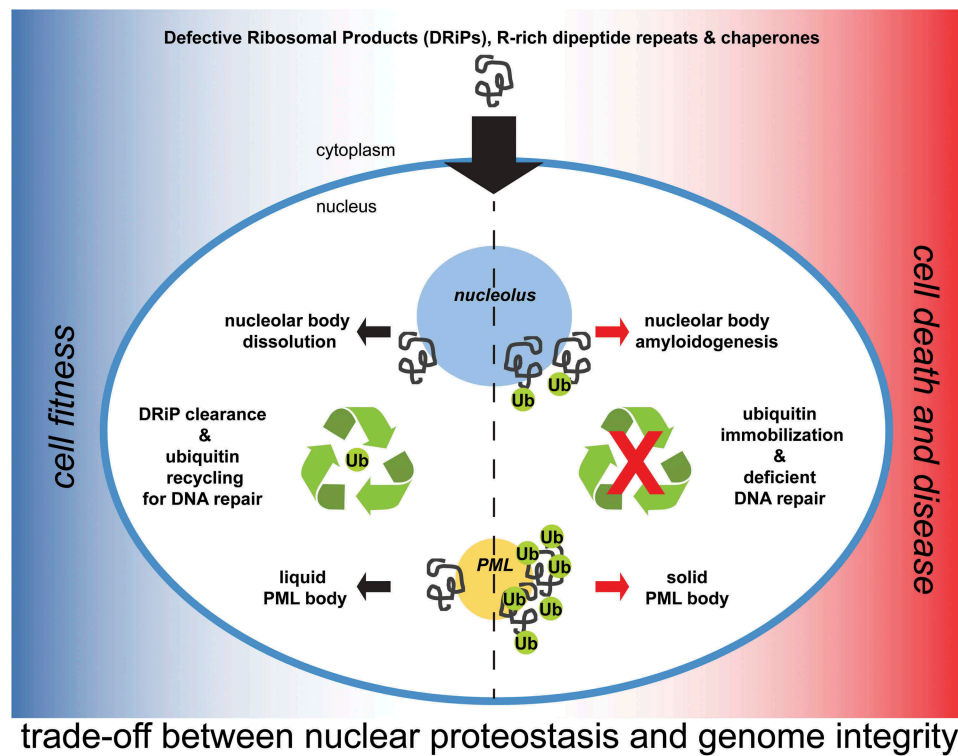 Defective Ribosomal Products (DRiPs), R-rich dipeptide repeats & chaperones
cytoplasm
nucleus
nucleolus
nucleolar body
dissolution
nucleolar body
amyloidogenesis
Ub
Ub
cell fitness
cell death and disease
DRiP clearance
&
ubiquitin
recycling
for DNA repair
Ub
X
ubiquitin
immobilization
&
deficient
DNA repair
PML
Ub
Ub
Ub
Ub
Ub
Ub
liquid
PML body
solid
PML body
trade-off between nuclear proteostasis and genome integrity